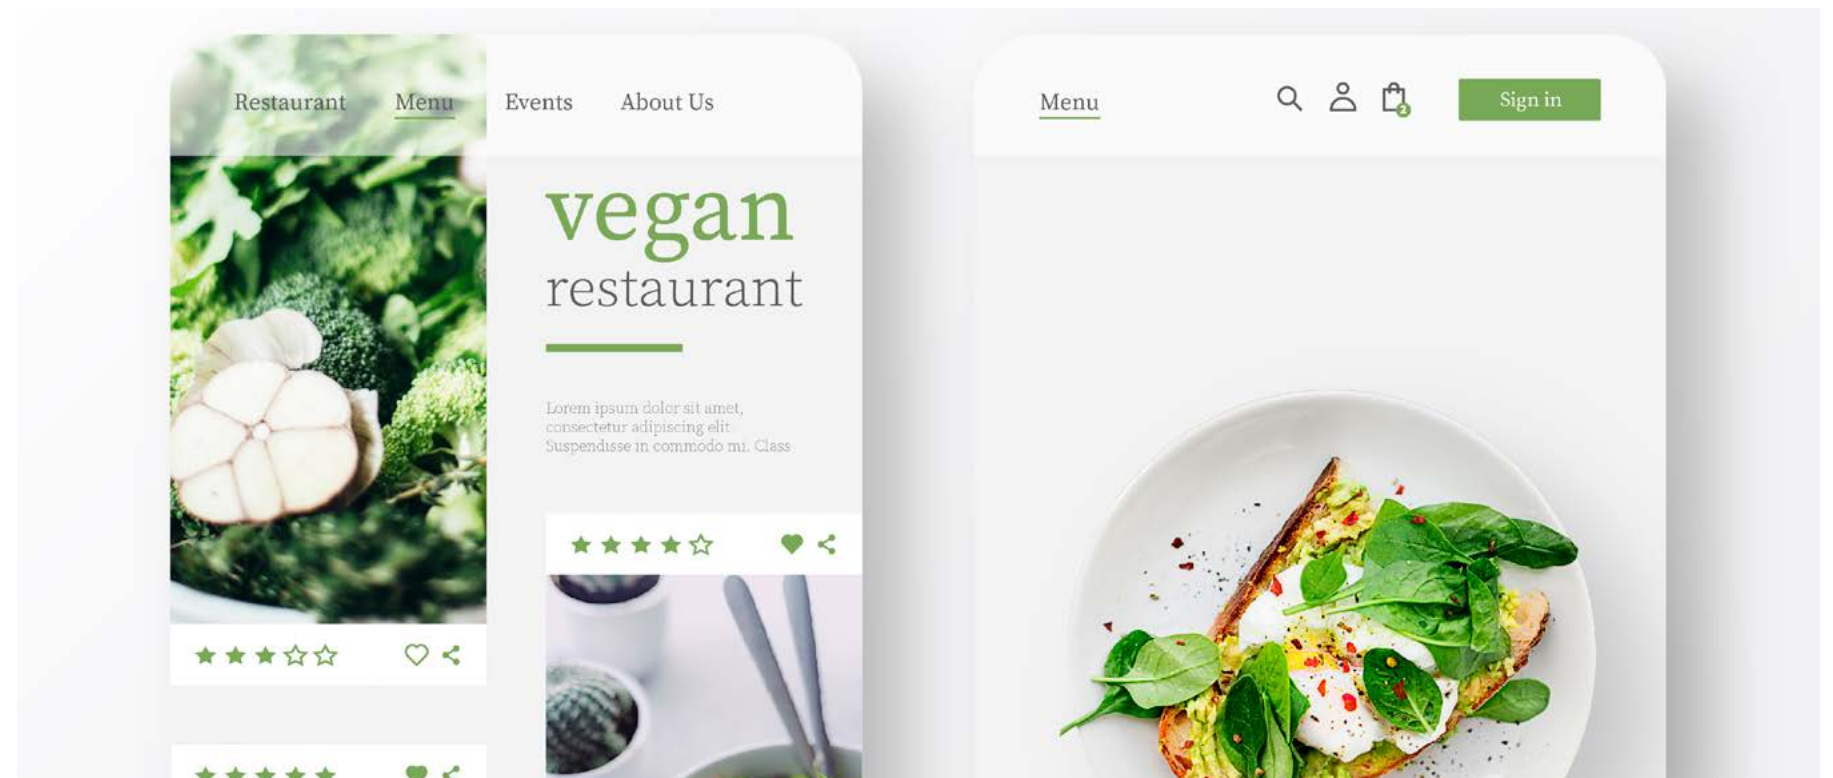 Restaurant Menu Events About Us
vegan
restaurant
Lorem ipsum dolor sit amet,
consectetur adipiscing elit
Suspendisse in commodo mi. Class
Menu
2
Sign in